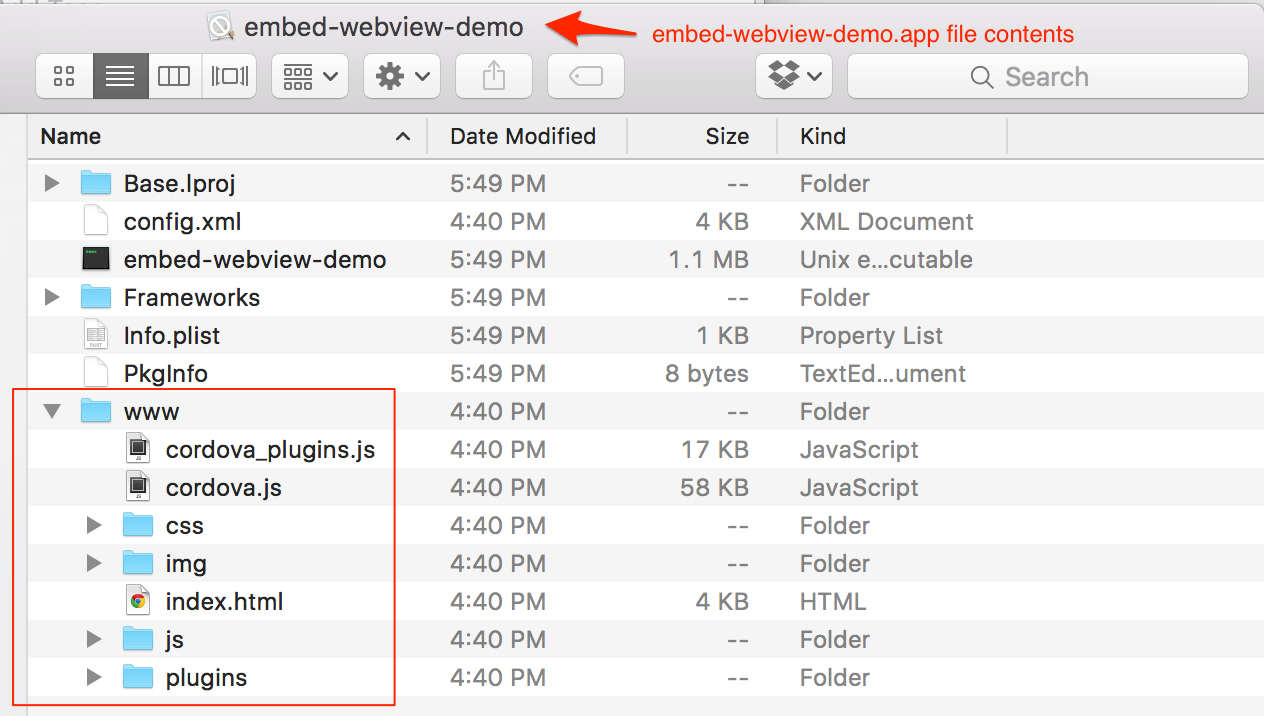 embed-webview-demo
embed-webview-demo.app file contents
Search
Name Date Modified Size Kind
Base.lproj 5:49 PM -- Folder
config.xml 4:40 PM 4 KB XML Document
embed-webview-demo 5:49 PM 1.1 MB Unix e...cutable
Frameworks 5:49 PM -- Folder
Info.plist 5:49 PM 1 KB Property List
PkgInfo 5:49 PM 8 bytes TextEd...ument
www 4:40 PM -- Folder
cordova_plugins.js 4:40 PM 17 KB JavaScript
cordova.js 4:40 PM 58 KB JavaScript
css 4:40 PM -- Folder
img 4:40 PM -- Folder
index.html 4:40 PM 4 KB HTML
js 4:40 PM -- Folder
plugins 4:40 PM -- Folder